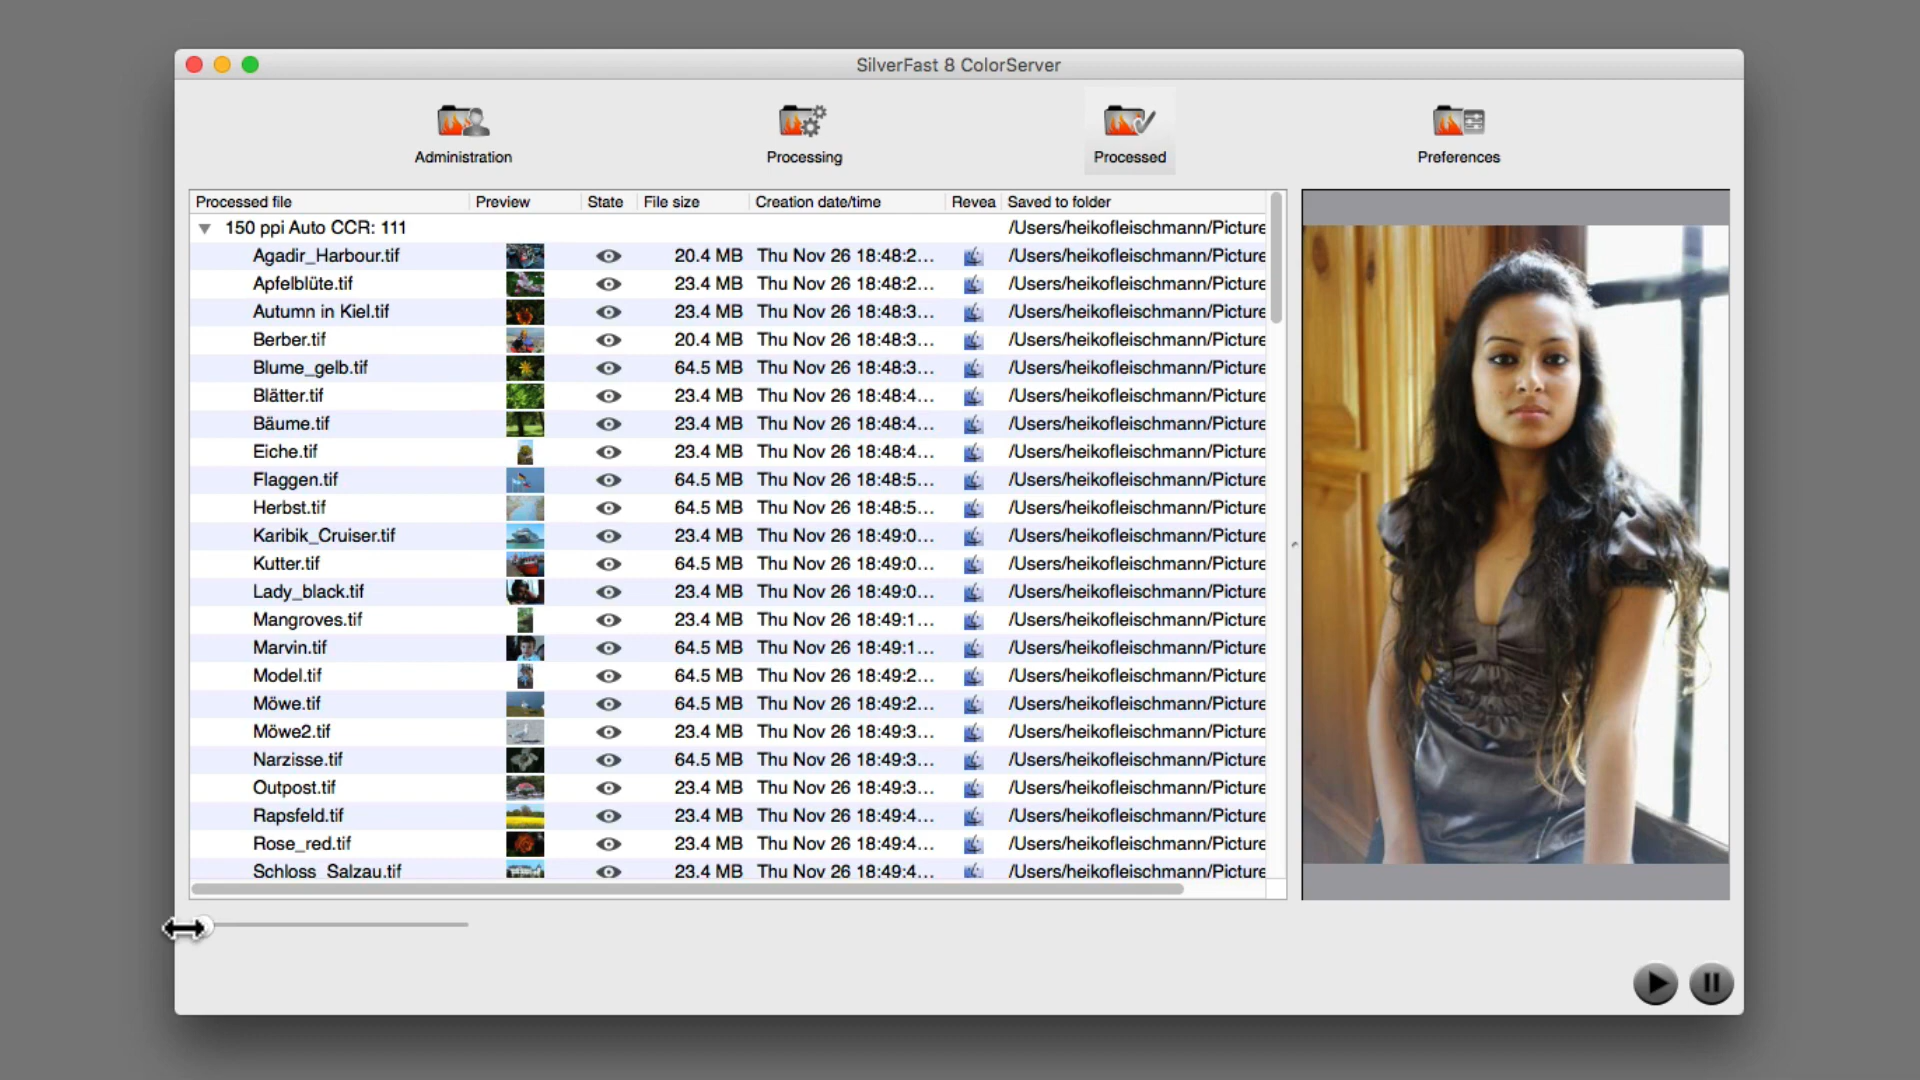 SilverFast 8 ColorServer
Administration Processing Processed Preferences
Processed file Preview State File size Creation date/time Revea Saved to folder
150 ppi Auto CCR: 111 /Users/heikofleischmann/Picture
Agadir_Harbour.tif 20.4 MB Thu Nov 26 18:48:2... /Users/heikofleischmann/Picture
Apfelblüte.tif 23.4 MB Thu Nov 26 18:48:2... /Users/heikofleischmann/Picture
Autumn in Kiel.tif 23.4 MB Thu Nov 26 18:48:3... /Users/heikofleischmann/Picture
Berber.tif 20.4 MB Thu Nov 26 18:48:3... /Users/heikofleischmann/Picture
Blume_gelb.tif 64.5 MB Thu Nov 26 18:48:3... /Users/heikofleischmann/Picture
Blätter.tif 23.4 MB Thu Nov 26 18:48:4... /Users/heikofleischmann/Picture
Bäume.tif 23.4 MB Thu Nov 26 18:48:4... /Users/heikofleischmann/Picture
Eiche.tif 23.4 MB Thu Nov 26 18:48:4... /Users/heikofleischmann/Picture
Flaggen.tif 64.5 MB Thu Nov 26 18:48:5... /Users/heikofleischmann/Picture
Herbst.tif 64.5 MB Thu Nov 26 18:48:5... /Users/heikofleischmann/Picture
Karibik_Cruiser.tif 23.4 MB Thu Nov 26 18:49:0... /Users/heikofleischmann/Picture
Kutter.tif 64.5 MB Thu Nov 26 18:49:0... /Users/heikofleischmann/Picture
Lady_black.tif 23.4 MB Thu Nov 26 18:49:0... /Users/heikofleischmann/Picture
Mangroves.tif 23.4 MB Thu Nov 26 18:49:1... /Users/heikofleischmann/Picture
Marvin.tif 64.5 MB Thu Nov 26 18:49:1... /Users/heikofleischmann/Picture
Model.tif 64.5 MB Thu Nov 26 18:49:2... /Users/heikofleischmann/Picture
Möwe.tif 64.5 MB Thu Nov 26 18:49:2... /Users/heikofleischmann/Picture
Möwe2.tif 23.4 MB Thu Nov 26 18:49:3... /Users/heikofleischmann/Picture
Narzisse.tif 64.5 MB Thu Nov 26 18:49:3... /Users/heikofleischmann/Picture
Outpost.tif 23.4 MB Thu Nov 26 18:49:3... /Users/heikofleischmann/Picture
Rapsfeld.tif 23.4 MB Thu Nov 26 18:49:4... /Users/heikofleischmann/Picture
Rose_red.tif 23.4 MB Thu Nov 26 18:49:4... /Users/heikofleischmann/Picture
Schloss_Salzau.tif 23.4 MB Thu Nov 26 18:49:4... /Users/heikofleischmann/Picture